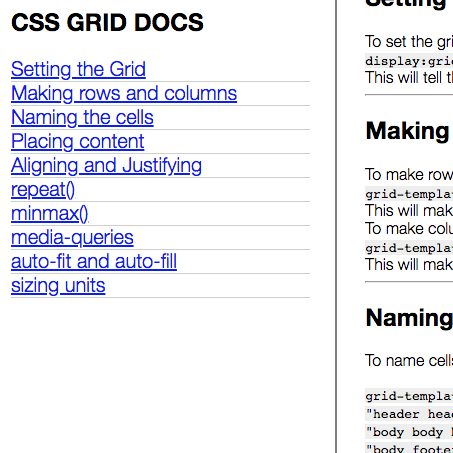 CSS GRID DOCS
Setting the Grid
Making rows and columns
Naming the cells
Placing content
Aligning and Justifying
repeat()
minmax()
media-queries
auto-fit and auto-fill
sizing units
Setting
To set the gri
display:gri
This will tell t
Making
To make row
grid-templa
This will mak
To make colu
grid-templa
This will mak
Naming
To name cells
grid-templa
"header head
"body body
"body foote